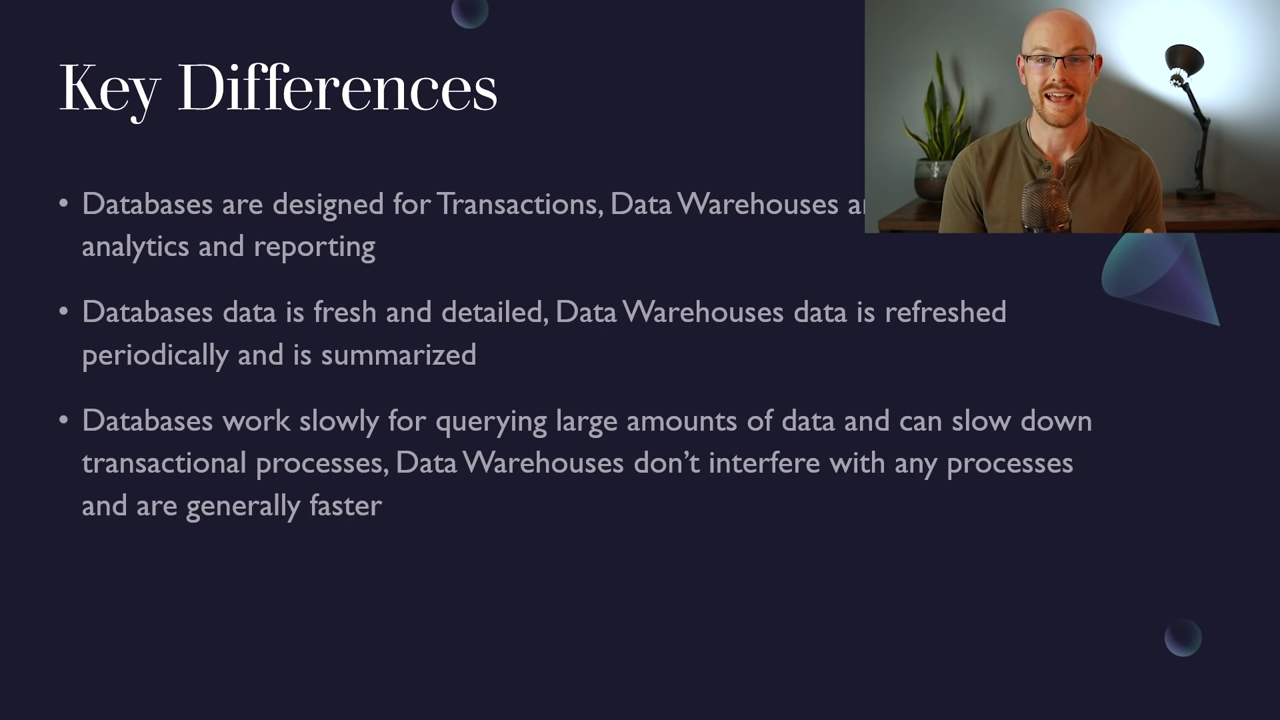 Key Differences
• Databases are designed for Transactions, Data Warehouses
analytics and reporting
• Databases data is fresh and detailed, Data Warehouses data is refreshed
periodically and is summarized
• Databases work slowly for querying large amounts of data and can slow down
transactional processes, Data Warehouses don’t interfere with any processes
and are generally faster